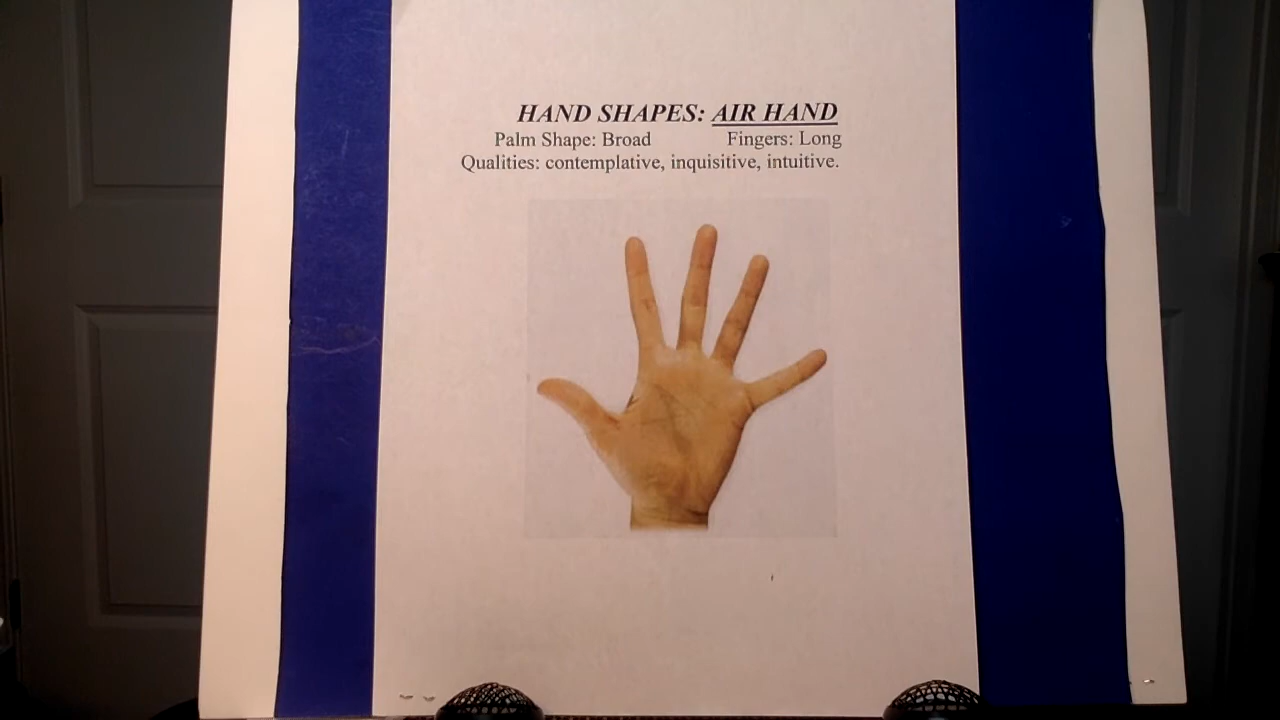 HAND SHAPES: AIR HAND
Palm Shape: Broad Fingers: Long
Qualities: contemplative, inquisitive, intuitive.